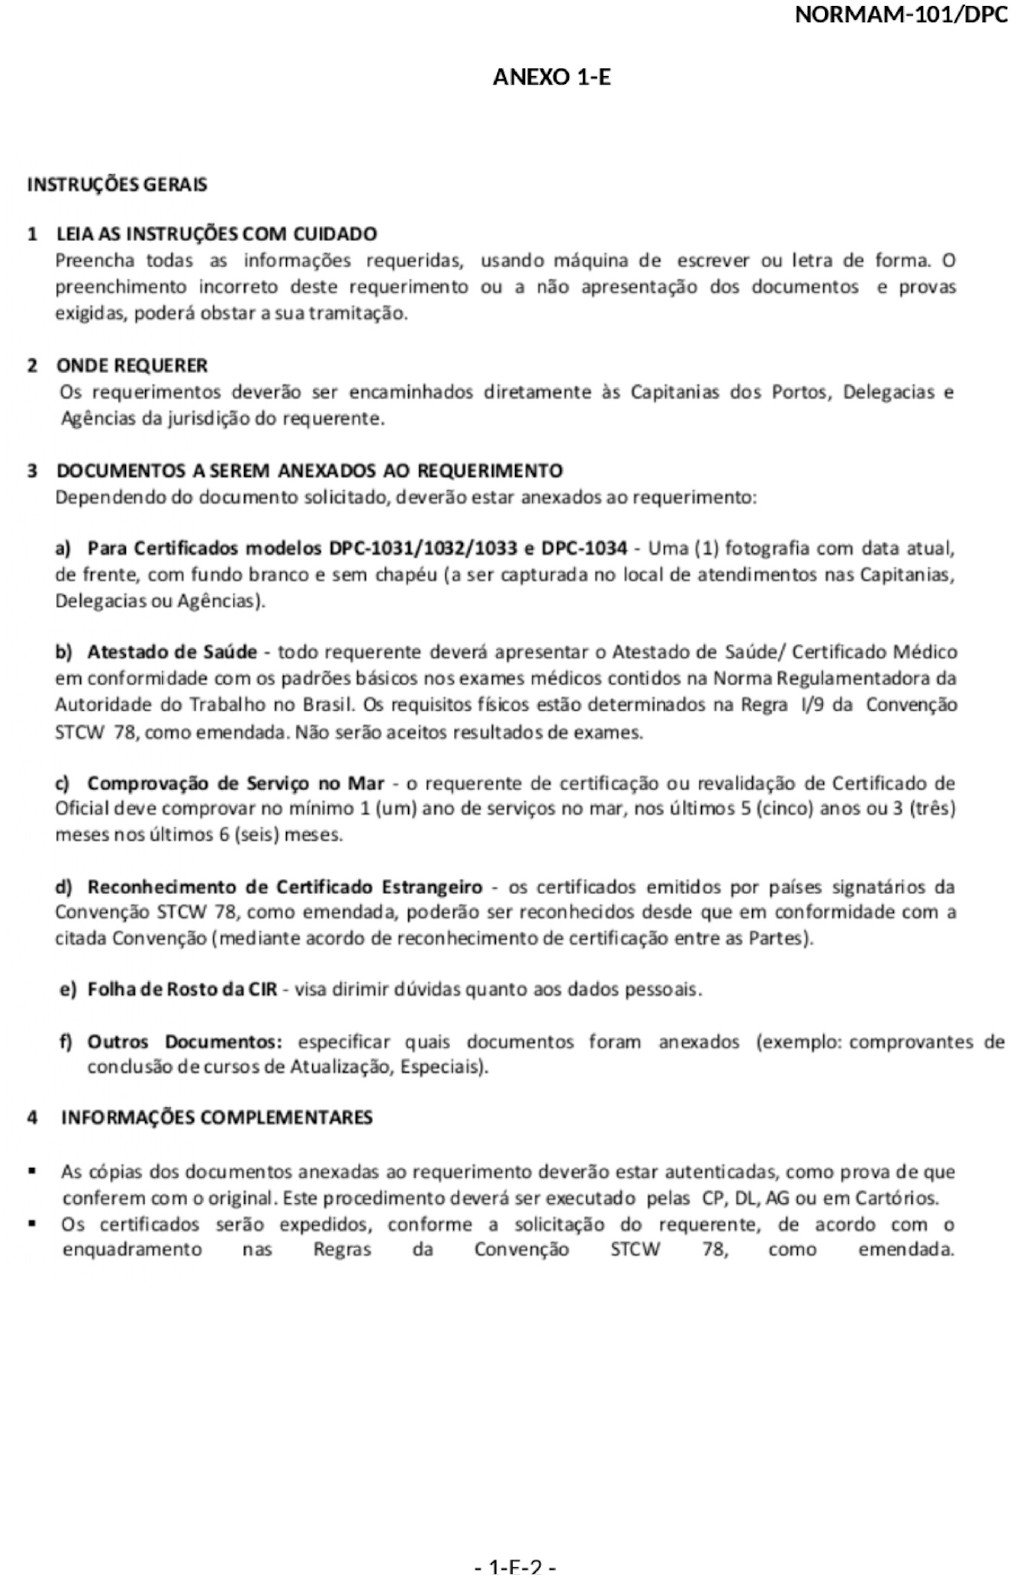 NORMAM-101/DPC
ANEXO 1-E
INSTRUÇÕES GERAIS
1 LEIA AS INSTRUÇÕES COM CUIDADO
Preencha todas as informações requeridas, usando máquina de escrever ou letra de forma. O
preenchimento incorreto deste requerimento ou a não apresentação dos documentos e provas
exigidas, poderá obstar a sua tramitação.
2 ONDE REQUERER
Os requerimentos deverão ser encaminhados diretamente às Capitanias dos Portos, Delegacias e
Agências da jurisdição do requerente.
3 DOCUMENTOS A SEREM ANEXADOS AO REQUERIMENTO
Dependendo do documento solicitado, deverão estar anexados ao requerimento:
a) Para Certificados modelos DPC-1031/1032/1033 e DPC-1034 - Uma (1) fotografia com data atual,
de frente, com fundo branco e sem chapéu (a ser capturada no local de atendimentos nas Capitanias,
Delegacias ou Agências).
b) Atestado de Saúde - todo requerente deverá apresentar o Atestado de Saúde/ Certificado Médico
em conformidade com os padrões básicos nos exames médicos contidos na Norma Regulamentadora da
Autoridade do Trabalho no Brasil. Os requisitos físicos estão determinados na Regra I/9 da Convenção
STCW 78, como emendada. Não serão aceitos resultados de exames.
c) Comprovação de Serviço no Mar - o requerente de certificação ou revalidação de Certificado de
Oficial deve comprovar no mínimo 1 (um) ano de serviços no mar, nos últimos 5 (cinco) anos ou 3 (três)
meses nos últimos 6 (seis) meses.
d) Reconhecimento de Certificado Estrangeiro - os certificados emitidos por países signatários da
Convenção STCW 78, como emendada, poderão ser reconhecidos desde que em conformidade com a
citada Convenção (mediante acordo de reconhecimento de certificação entre as Partes).
e) Folha de Rosto da CIR - visa dirimir dúvidas quanto aos dados pessoais.
f) Outros Documentos: especificar quais documentos foram anexados (exemplo: comprovantes de
conclusão de cursos de Atualização, Especiais).
4 INFORMAÇÕES COMPLEMENTARES
▪ As cópias dos documentos anexadas ao requerimento deverão estar autenticadas, como prova de que
conferem com o original. Este procedimento deverá ser executado pelas CP, DL, AG ou em Cartórios.
▪ Os certificados serão expedidos, conforme a solicitação do requerente, de acordo com o
enquadramento nas Regras da Convenção STCW 78, como emendada.
- 1-E-2 -